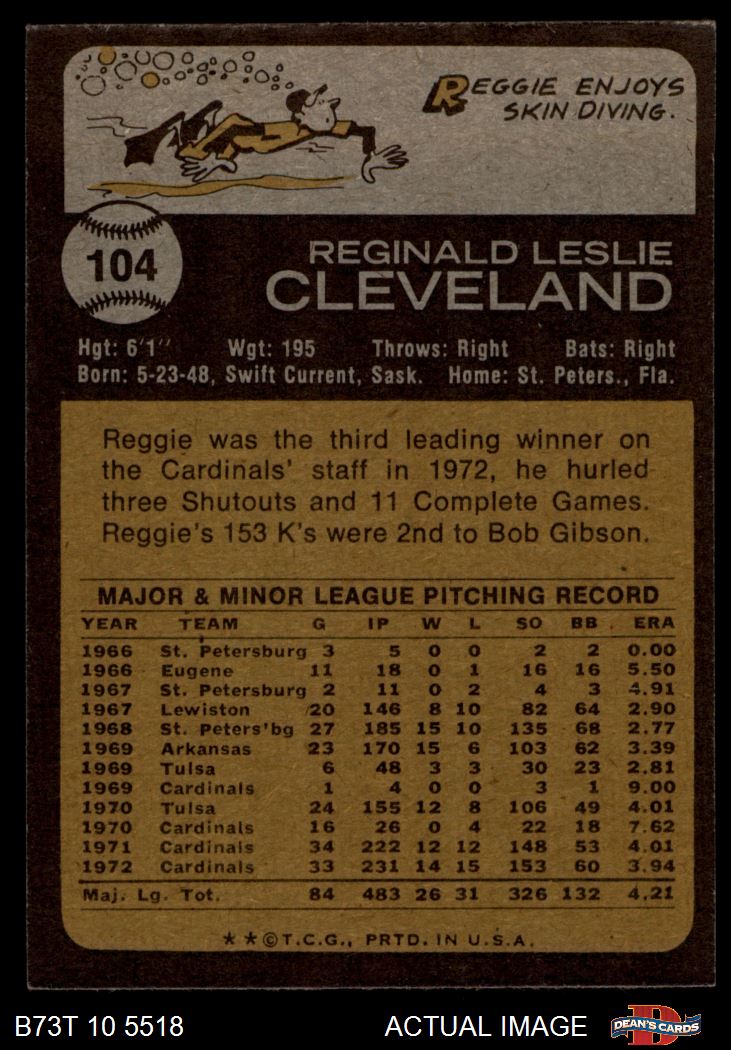 REGGIE ENJOYS
SKIN DIVING.
104
REGINALD LESLIE
CLEVELAND
Hgt: 6'1" Wgt: 195 Throws: Right Bats: Right
Born: 5-23-48, Swift Current, Sask. Home: St. Peters., Fla.
Reggie was the third leading winner on
the Cardinals' staff in 1972, he hurled
three Shutouts and 11 Complete Games.
Reggie's 153 K's were 2nd to Bob Gibson.
MAJOR & MINOR LEAGUE PITCHING RECORD
YEAR TEAM G IP W L SO BB ERA
1966 St. Petersburg 3 5 0 0 2 2 0.00
1966 Eugene 11 18 0 1 16 16 5.50
1967 St. Petersburg 2 11 0 2 4 3 4.91
1967 Lewiston 20 146 8 10 82 64 2.90
1968 St. Peters'bg 27 185 15 10 135 68 2.77
1969 Arkansas 23 170 15 6 103 62 3.39
1969 Tulsa 6 48 3 3 30 23 2.81
1969 Cardinals 1 4 0 0 3 1 9.00
1970 Tulsa 24 155 12 8 106 49 4.01
1970 Cardinals 16 26 0 4 22 18 7.62
1971 Cardinals 34 222 12 12 148 53 4.01
1972 Cardinals 33 231 14 15 153 60 3.94
Maj. Lg. Tot. 84 483 26 31 326 132 4.21
★ ★ © T.C.G., PRTD. IN U.S.A.
B73T 10 5518 ACTUAL IMAGE D DEAN'S CARDS